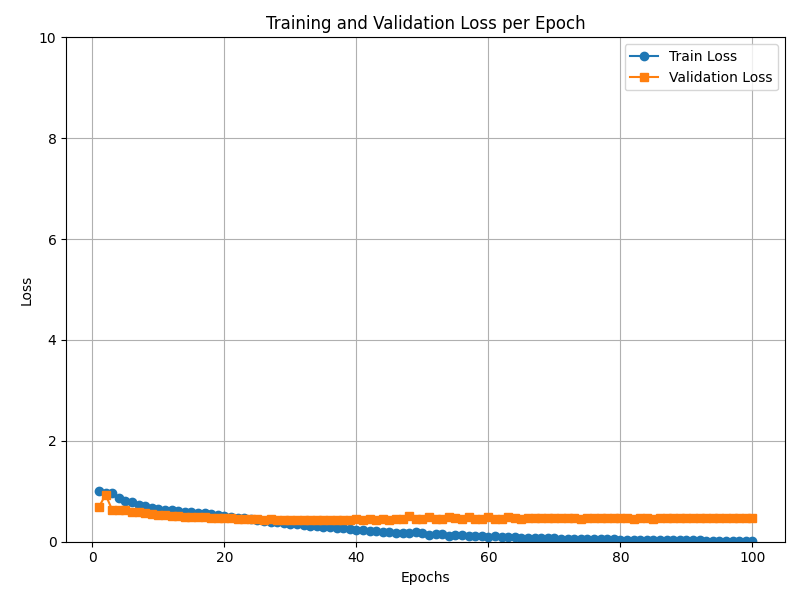 Training and Validation Loss per Epoch
Train Loss
Validation Loss
Loss
10
8
6
4
2
0
0 20 40 60 80 100
Epochs